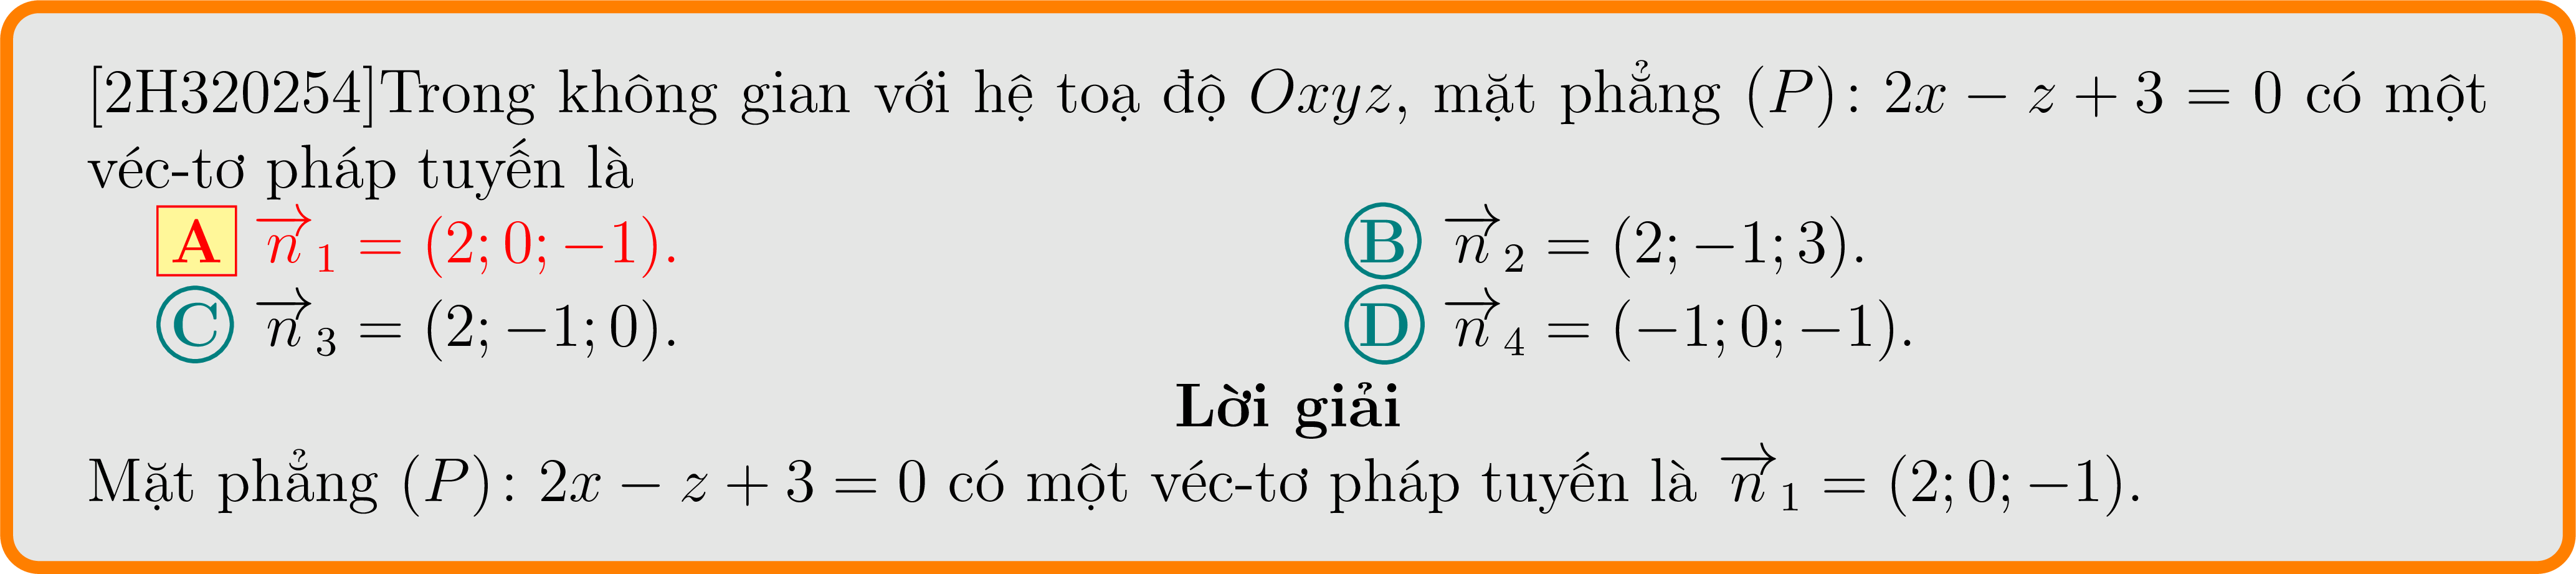 [2H320254]Trong không gian với hệ toạ độ Oxyz, mặt phẳng (P): 2x − z + 3 = 0 có một
véc-tơ pháp tuyến là
A $\overrightarrow{n}_1$ = (2; 0; −1). B $\overrightarrow{n}_2$ = (2; −1; 3).
C $\overrightarrow{n}_3$ = (2; −1; 0). D $\overrightarrow{n}_4$ = (−1; 0; −1).
Lời giải
Mặt phẳng (P): 2x − z + 3 = 0 có một véc-tơ pháp tuyến là $\overrightarrow{n}_1$ = (2; 0; −1).